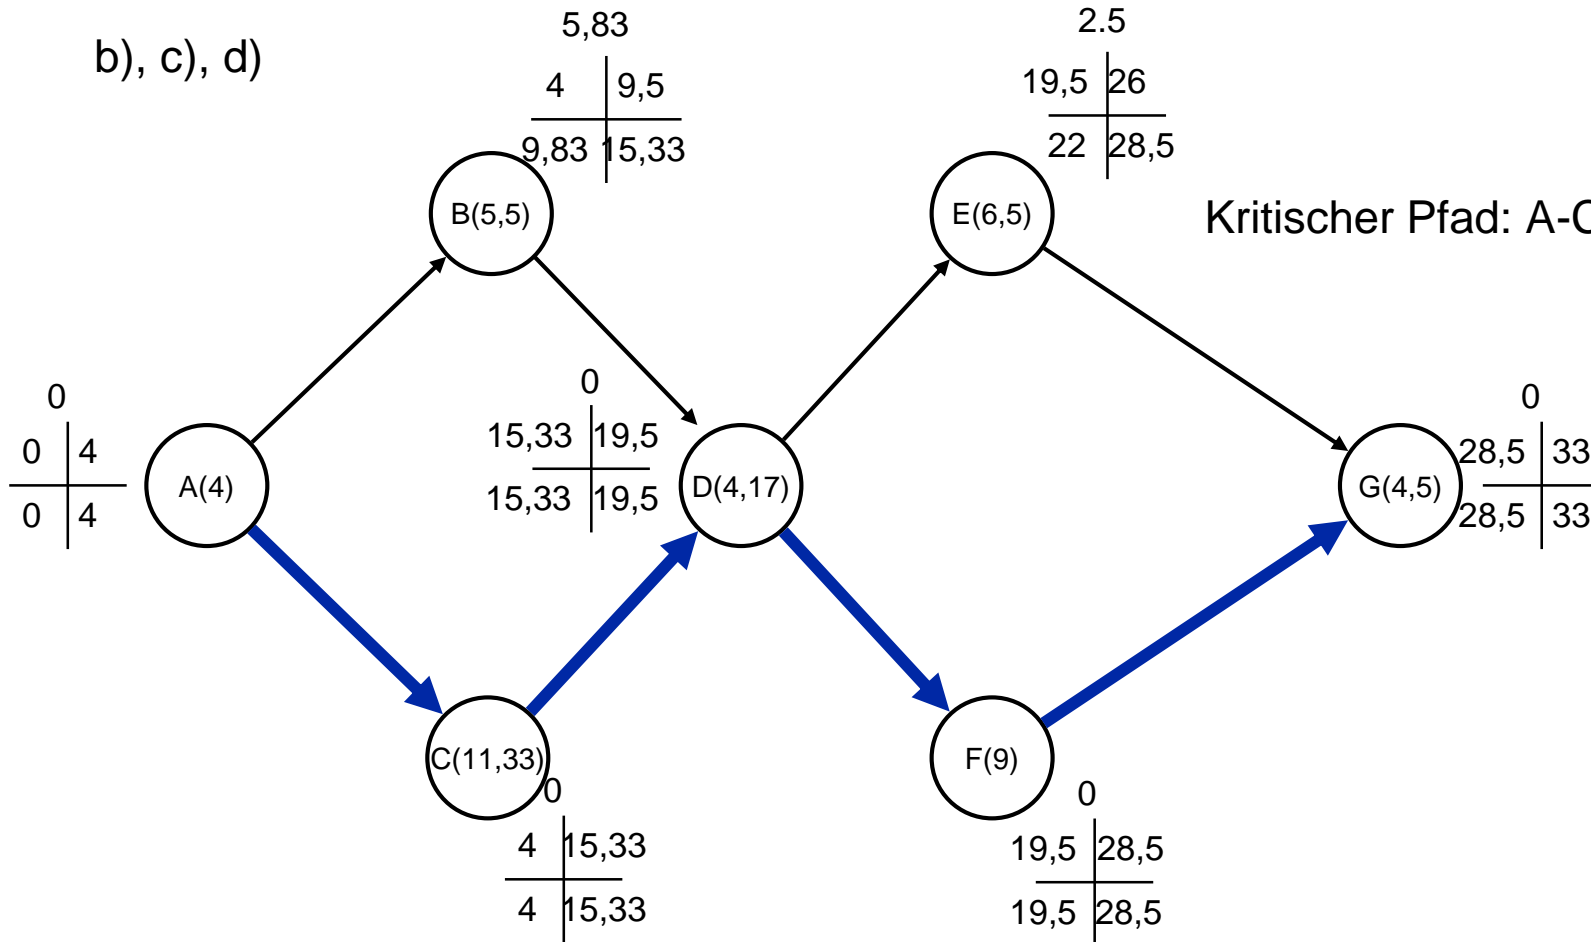 b), c), d)
5,83
4 9,5
9,83 15,33
B(5,5)
2.5
19,5 26
22 28,5
E(6,5)
Kritischer Pfad: A-C
0
0 4
0 4
A(4)
0
15,33 19,5
15,33 19,5
D(4,17)
0
28,5 33
28,5 33
G(4,5)
C(11,33)
0
4 15,33
4 15,33
F(9)
0
19,5 28,5
19,5 28,5